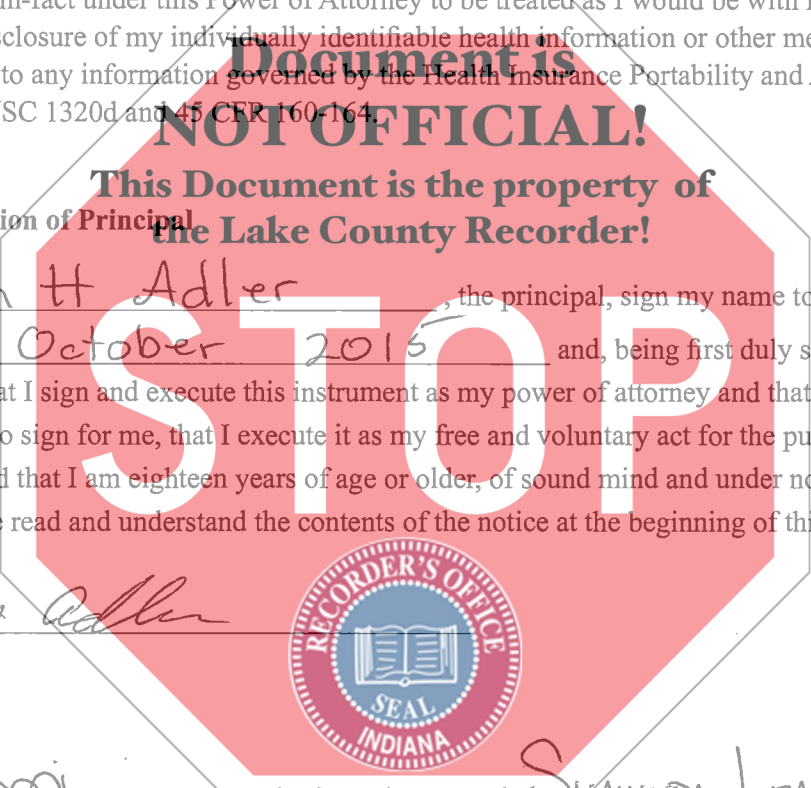 under this Power of Attorney to be treated as I would be with
sclosure of my individually identifiable health information or other me
to any information governed by the Health Insurance Portability and
SC 1320d and 45 CFR 160-164.
Document is
NOT OFFICIAL!
This Document is the property of
the Lake County Recorder!
ion of Principal
H Adler , the principal, sign my name to
October 2015 and, being first duly s
at I sign and execute this instrument as my power of attorney and that
o sign for me, that I execute it as my free and voluntary act for the pu
d that I am eighteen years of age or older, of sound mind and under no
e read and understand the contents of the notice at the beginning of thi
STOP
Adler
RECORDER'S OFFICE
SEAL
INDIANA